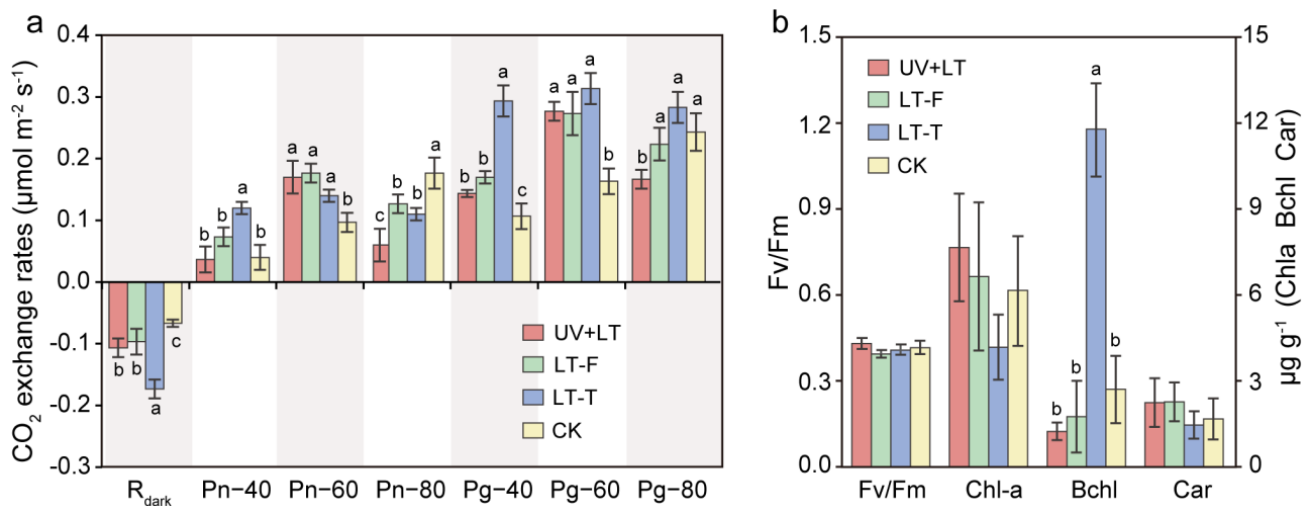 a
CO₂ exchange rates (μmol m⁻² s⁻¹)
0.4
0.3
0.2
0.1
0.0
-0.1
-0.2
-0.3
b b a c
b b a b
a a a b
c b b a
b b a c
a a a b
b a a a
UV+LT
LT-F
LT-T
CK
R_dark Pn−40 Pn−60 Pn−80 Pg−40 Pg−60 Pg−80
b
Fv/Fm
1.5
1.2
0.9
0.6
0.3
0.0
UV+LT
LT-F
LT-T
CK
b b a b
15
12
9
6
3
0
μg g⁻¹ (Chla Bchl Car)
Fv/Fm Chl-a Bchl Car